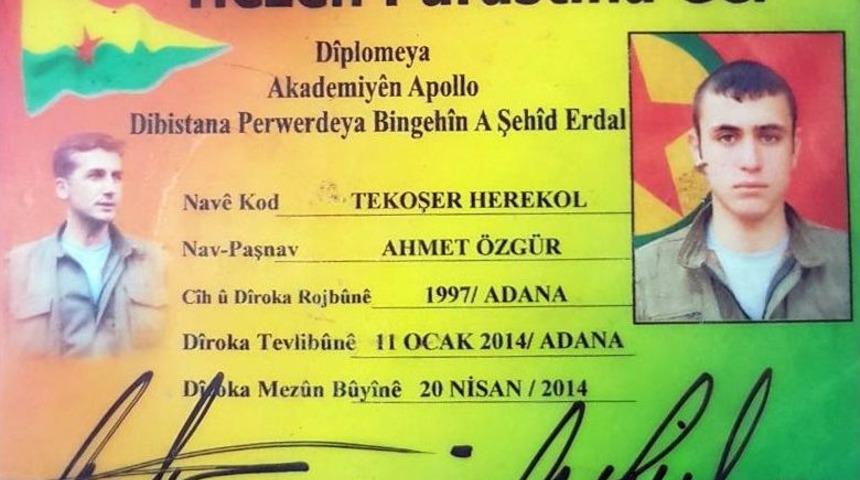 Dîplomeya
Akademiyên Apollo
Dibistana Perwerdeya Bingehîn A Şehîd Erdal
Navê Kod TEKOŞER HEREKOL
Nav-Paşnav AHMET ÖZGÜR
Cîh û Dîroka Rojbûnê 1997/ ADANA
Dîroka Tevlibûnê 11 OCAK 2014/ ADANA
Dîroka Mezûn Bûyînê 20 NİSAN / 2014